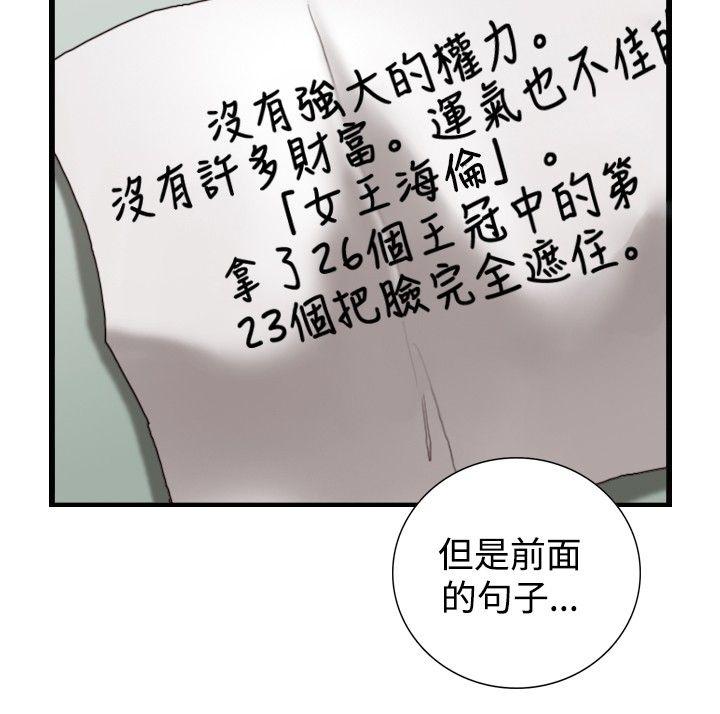 沒有強大的權力。
沒有許多財富。運氣也不佳的
「女王海倫」。
拿了26個王冠中的第
23個把臉完全遮住。
但是前面
的句子...